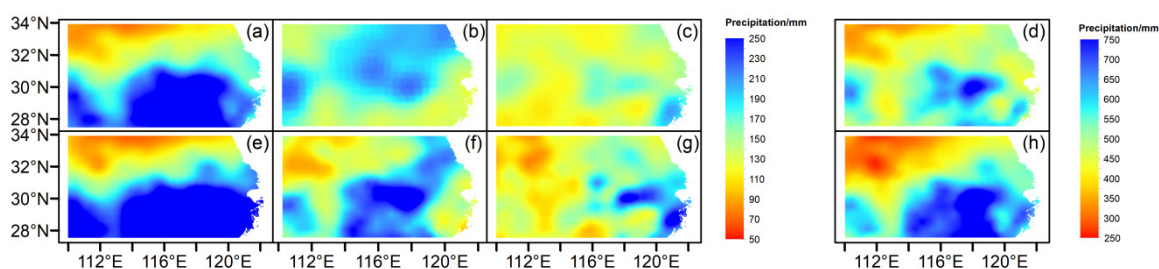 Precipitation/mm
Precipitation/mm
34°N (a) (b) (c) 250 (d) 750
32°N 230 700
30°N 210 650
28°N 190 600
170 550
34°N (e) (f) (g) 150 (h) 500
32°N 130 450
30°N 110 400
28°N 90 350
70 300
50 250
112°E 116°E 120°E 112°E 116°E 120°E 112°E 116°E 120°E 112°E 116°E 120°E